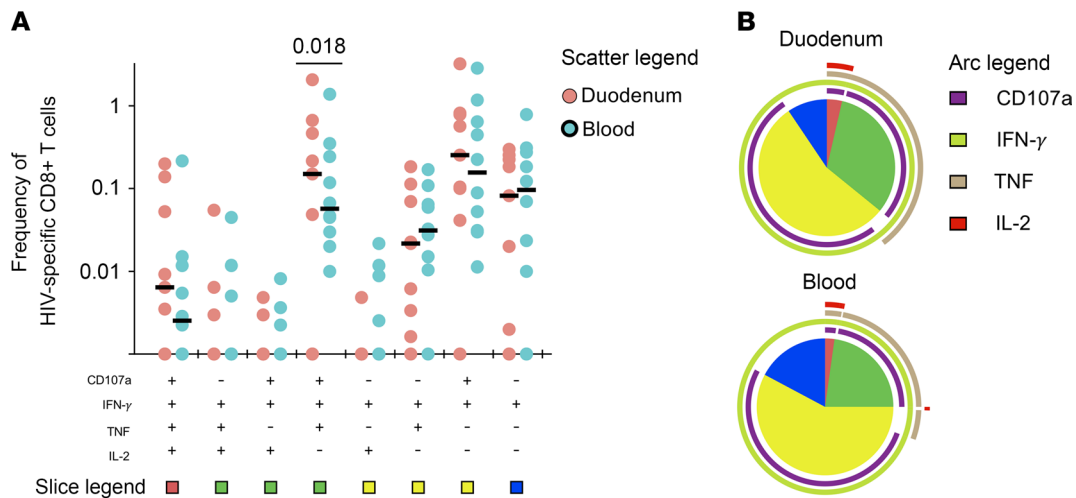 A
B
0.018
Scatter legend
Duodenum
Blood
Frequency of
HIV-specific CD8+ T cells
1
0.1
0.01
CD107a + - + + - - + -
IFN-γ + + + + + + + +
TNF + + - + - + - -
IL-2 + + + - + - - -
Slice legend
Duodenum
Arc legend
CD107a
IFN-γ
TNF
IL-2
Blood